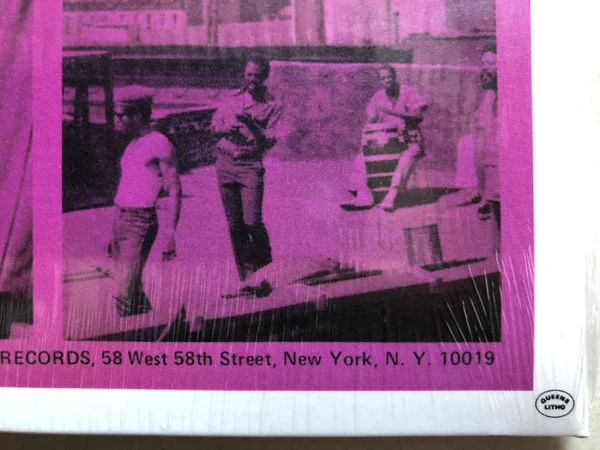 RECORDS, 58 West 58th Street, New York, N. Y. 10019
QUEENS
LITHO